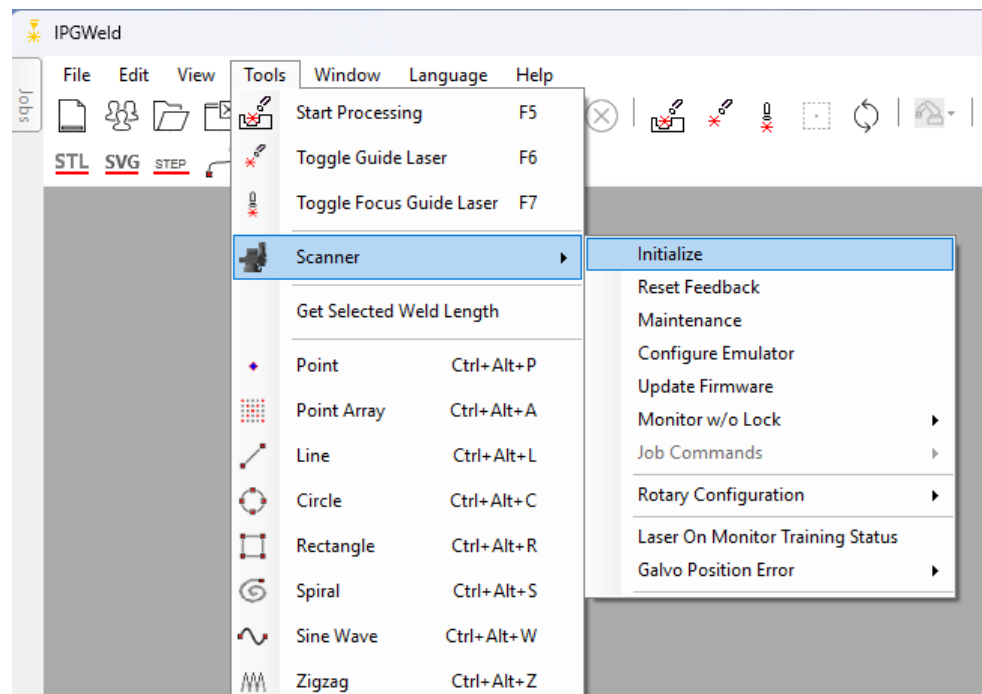 IPGWeld
Jobs
File Edit View Tools Window Language Help
STL SVG STEP
Start Processing F5
Toggle Guide Laser F6
Toggle Focus Guide Laser F7
Scanner
Get Selected Weld Length
Point Ctrl+Alt+P
Point Array Ctrl+Alt+A
Line Ctrl+Alt+L
Circle Ctrl+Alt+C
Rectangle Ctrl+Alt+R
Spiral Ctrl+Alt+S
Sine Wave Ctrl+Alt+W
Zigzag Ctrl+Alt+Z
Initialize
Reset Feedback
Maintenance
Configure Emulator
Update Firmware
Monitor w/o Lock
Job Commands
Rotary Configuration
Laser On Monitor Training Status
Galvo Position Error